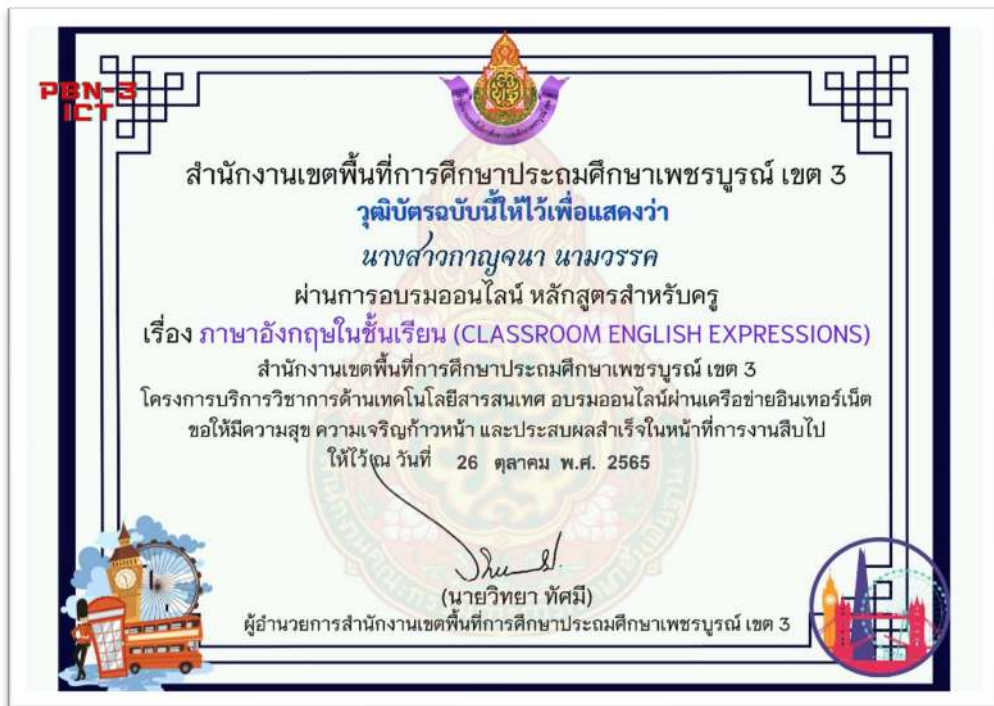 PBN-3
ICT
สำนักงานเขตพื้นที่การศึกษาประถมศึกษาเพชรบูรณ์ เขต 3
วุฒิบัตรฉบับนี้ให้ไว้เพื่อแสดงว่า
นางสาวกาญจนา นามวรรค
ผ่านการอบรมออนไลน์ หลักสูตรสำหรับครู
เรื่อง ภาษาอังกฤษในชั้นเรียน (CLASSROOM ENGLISH EXPRESSIONS)
สำนักงานเขตพื้นที่การศึกษาประถมศึกษาเพชรบูรณ์ เขต 3
โครงการบริการวิชาการด้านเทคโนโลยีสารสนเทศ อบรมออนไลน์ผ่านเครือข่ายอินเทอร์เน็ต
ขอให้มีความสุข ความเจริญก้าวหน้า และประสบผลสำเร็จในหน้าที่การงานสืบไป
ให้ไว้ ณ วันที่ 26 ตุลาคม พ.ศ. 2565
(นายวิทยา ทัศมี)
ผู้อำนวยการสำนักงานเขตพื้นที่การศึกษาประถมศึกษาเพชรบูรณ์ เขต 3